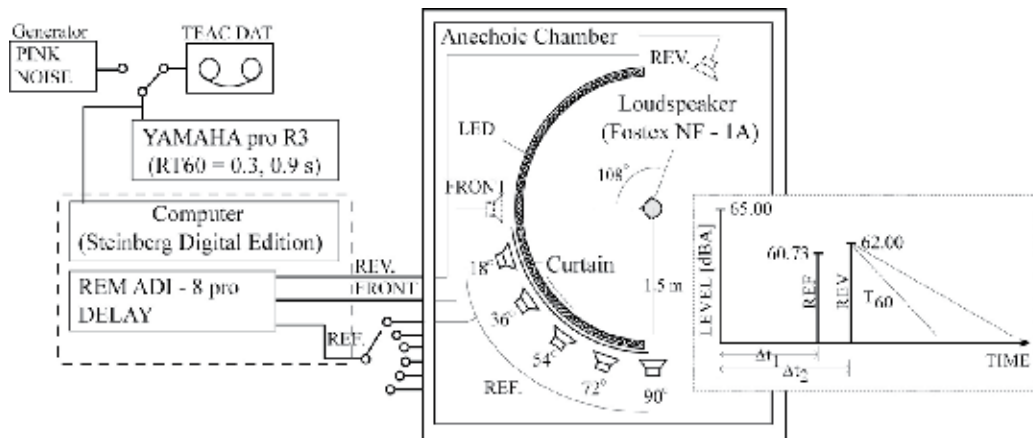 Generator
PINK
NOISE
TEAC DAT
YAMAHA pro R3
(RT60 = 0.3, 0.9 s)
Computer
(Steinberg Digital Edition)
REM ADI - 8 pro
DELAY
REV.
FRONT
REF.
Anechoic Chamber
REV.
Loudspeaker
(Fostex NF - 1A)
LED
108°
FRONT
Curtain
18°
36°
54°
72°
90°
1.5 m
REF.
LEVEL [dBA]
65.00
60.73
62.00
REF
REV
T60
Δt1
Δt2
TIME